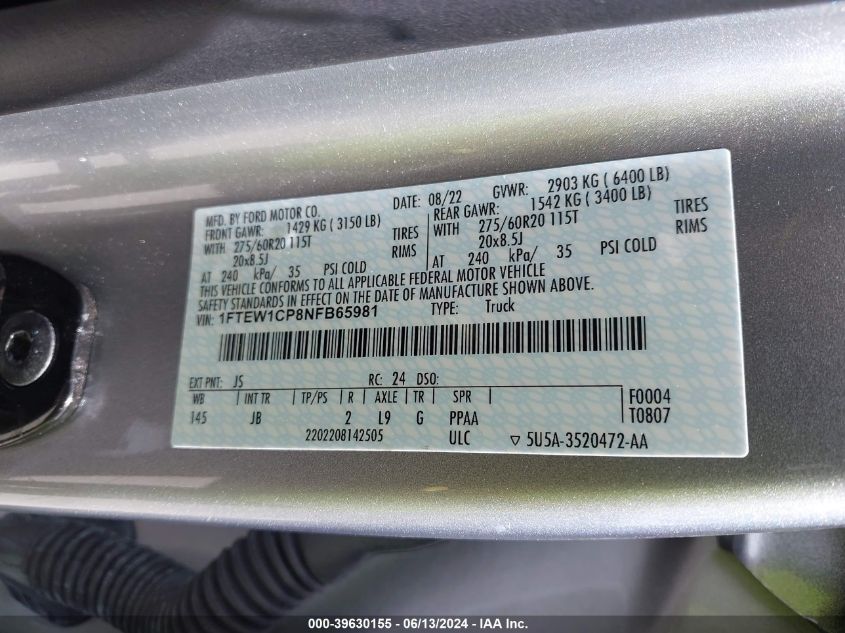 MFD. BY FORD MOTOR CO. DATE: 08/22 GVWR: 2903 KG ( 6400 LB)
FRONT GAWR: 1429 KG ( 3150 LB) REAR GAWR: 1542 KG ( 3400 LB)
WITH 275/60R20 115T TIRES WITH 275/60R20 115T TIRES
20x8.5J RIMS 20x8.5J RIMS
AT 240 kPa/ 35 PSI COLD AT 240 kPa/ 35 PSI COLD
THIS VEHICLE CONFORMS TO ALL APPLICABLE FEDERAL MOTOR VEHICLE
SAFETY STANDARDS IN EFFECT ON THE DATE OF MANUFACTURE SHOWN ABOVE.
VIN: 1FTEW1CP8NFB65981 TYPE: Truck
EXT PNT: JS RC: 24 DSO:
WB INT TR TP/PS R AXLE TR SPR F0004
145 JB 2 L9 G PPAA T0807
2202208142505 ULC ▽ 5U5A-3520472-AA
000-39630155 - 06/13/2024 - IAA Inc.